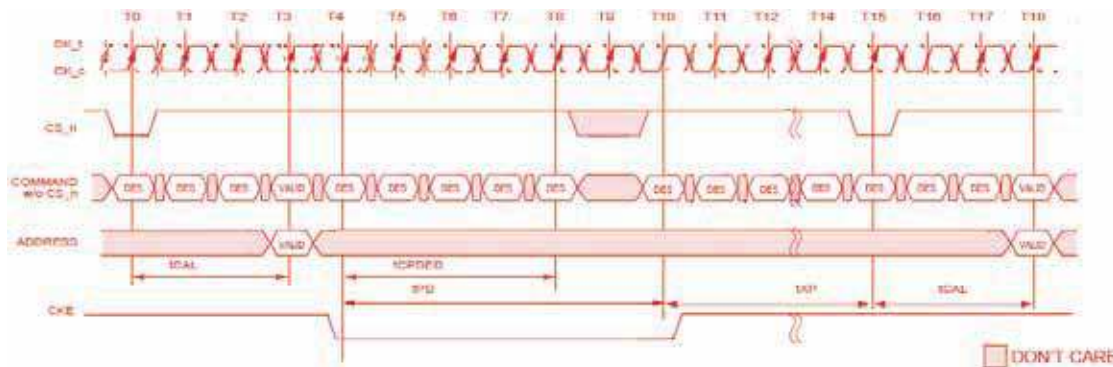 T0 T1 T2 T3 T4 T5 T6 T7 T8 T9 T10 T11 T12 T14 T15 T16 T17 T18
CK_t
CK_c
CS_n
COMMAND
w/o CS_n
DES DES DES VALID DES DES DES DES DES DES DES DES DES DES DES DES VALID
ADDRESS
VALID VALID
tCAL tCPDED
tPD tXP tCAL
CKE
DON'T CARE